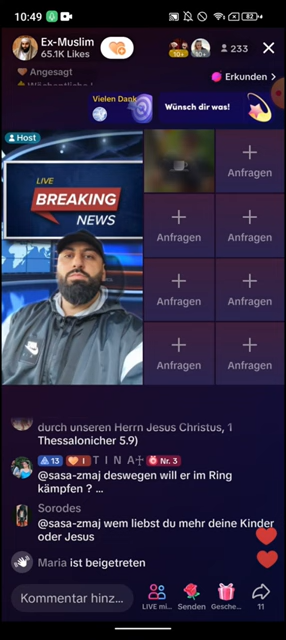 10:49
82
Ex-Muslim
65.1K Likes
10+
10+
233
Angesagt
Erkunden >
Vielen Dank
Wünsch dir was!
Host
LIVE
BREAKING
NEWS
Anfragen
Anfragen
Anfragen
Anfragen
Anfragen
Anfragen
Anfragen
durch unseren Herrn Jesus Christus, 1
Thessalonicher 5.9)
13 I T I N A Nr. 3
@sasa-zmaj deswegen will er im Ring
kämpfen ? ...
Sorodes
@sasa-zmaj wem liebst du mehr deine Kinder
oder Jesus
Maria ist beigetreten
Kommentar hinz...
LIVE mi...
Senden
Gesche...
11